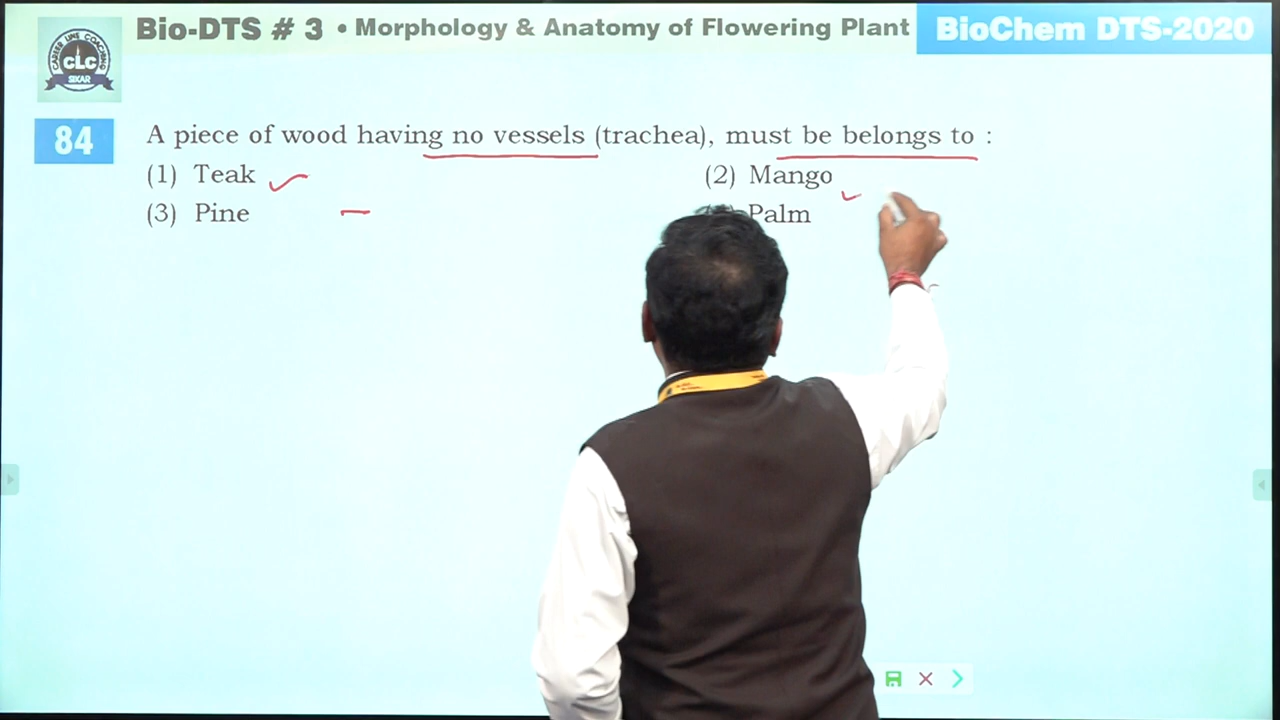 Bio-DTS # 3 • Morphology & Anatomy of Flowering Plant
BioChem DTS-2020
CAREER LINE COACHING
CLC
SIKAR
84 A piece of wood having no vessels (trachea), must be belongs to :
(1) Teak (2) Mango
(3) Pine Palm